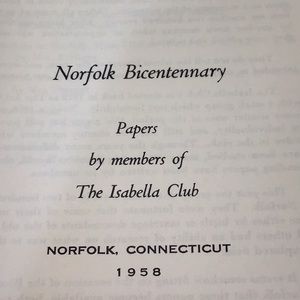 Norfolk Bicentennary
Papers
by members of
The Isabella Club
NORFOLK, CONNECTICUT
1958